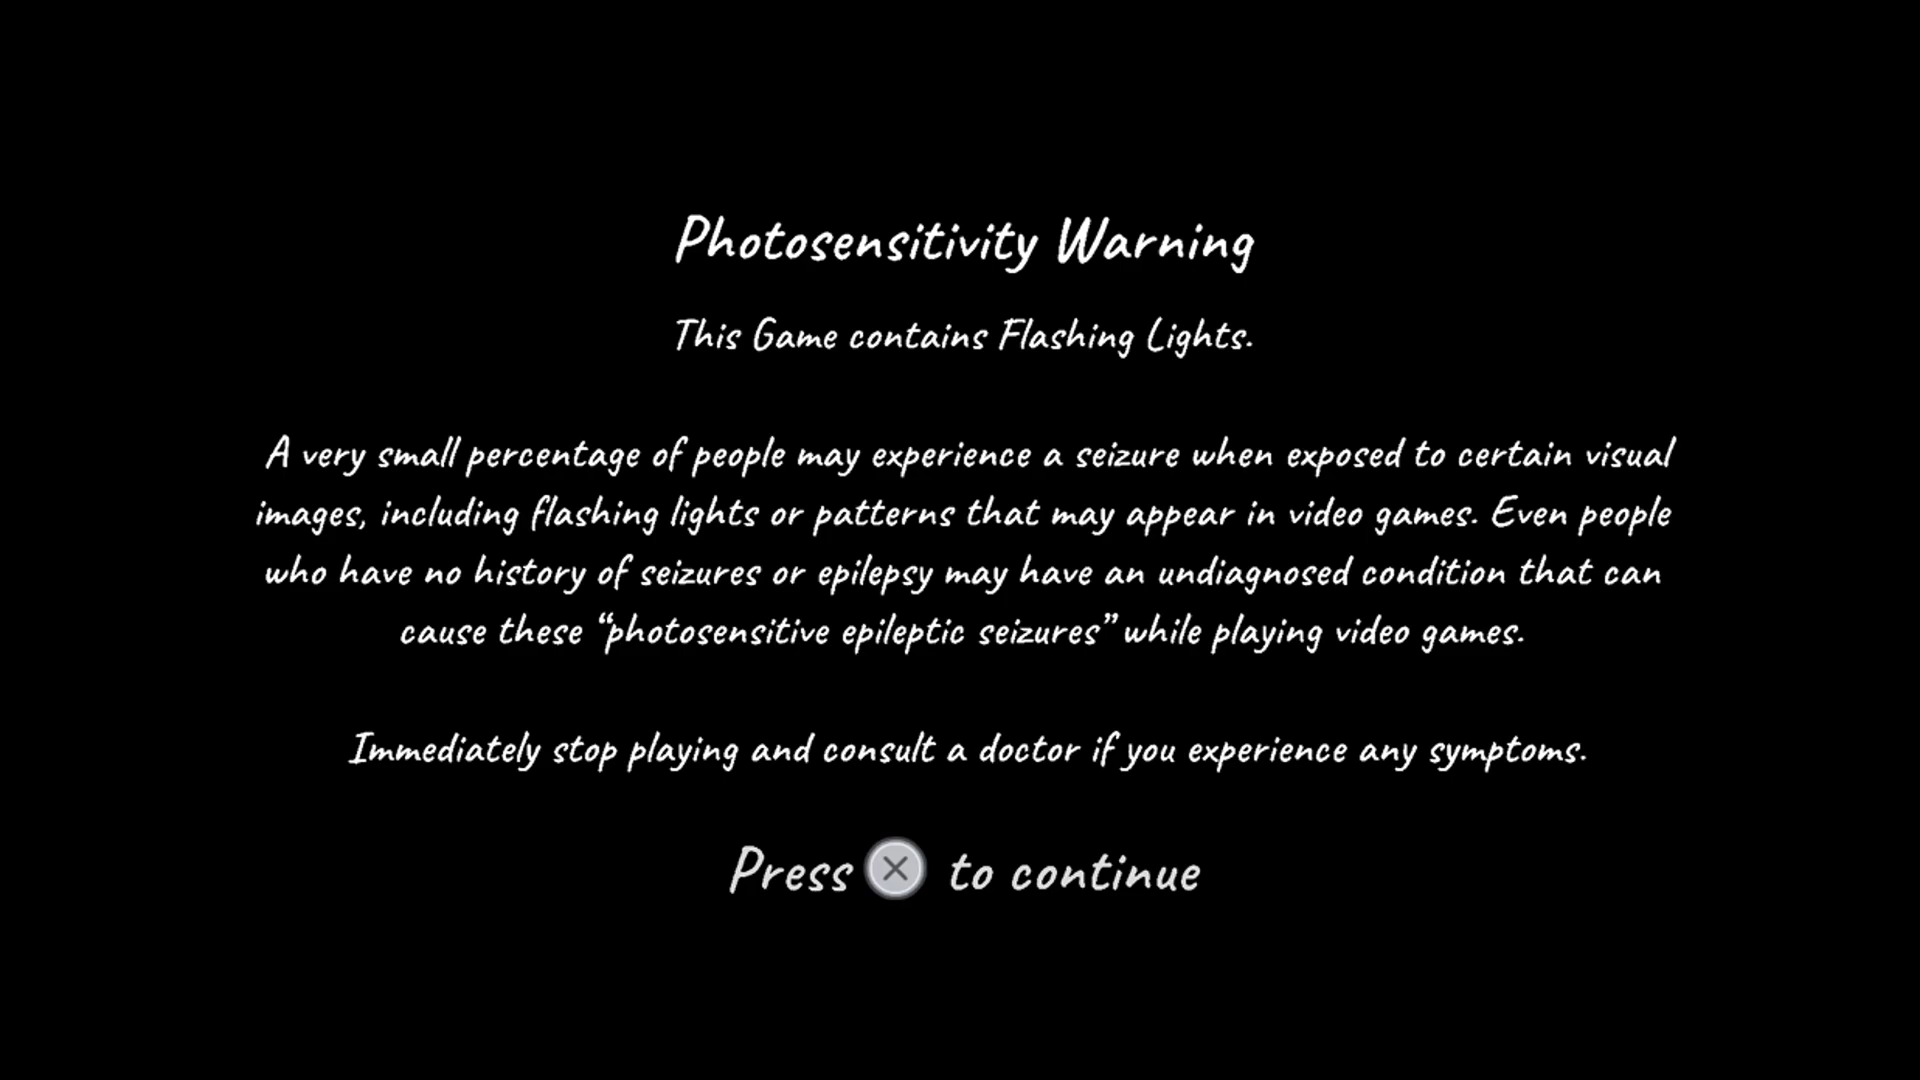 Photosensitivity Warning
This Game contains Flashing Lights.
A very small percentage of people may experience a seizure when exposed to certain visual
images, including flashing lights or patterns that may appear in video games. Even people
who have no history of seizures or epilepsy may have an undiagnosed condition that can
cause these “photosensitive epileptic seizures” while playing video games.
Immediately stop playing and consult a doctor if you experience any symptoms.
Press ✕ to continue